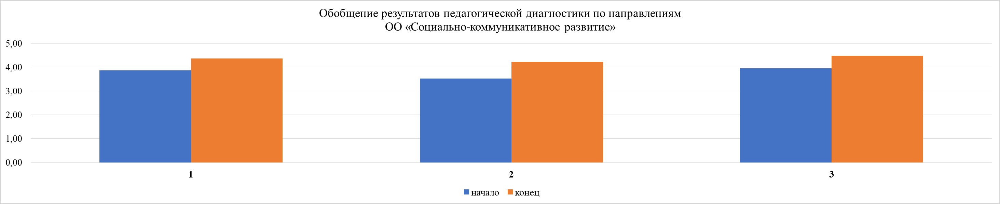 Обобщение результатов педагогической диагностики по направлениям
ОО «Социально-коммуникативное развитие»
5,00
4,00
3,00
2,00
1,00
0,00
1 2 3
начало конец